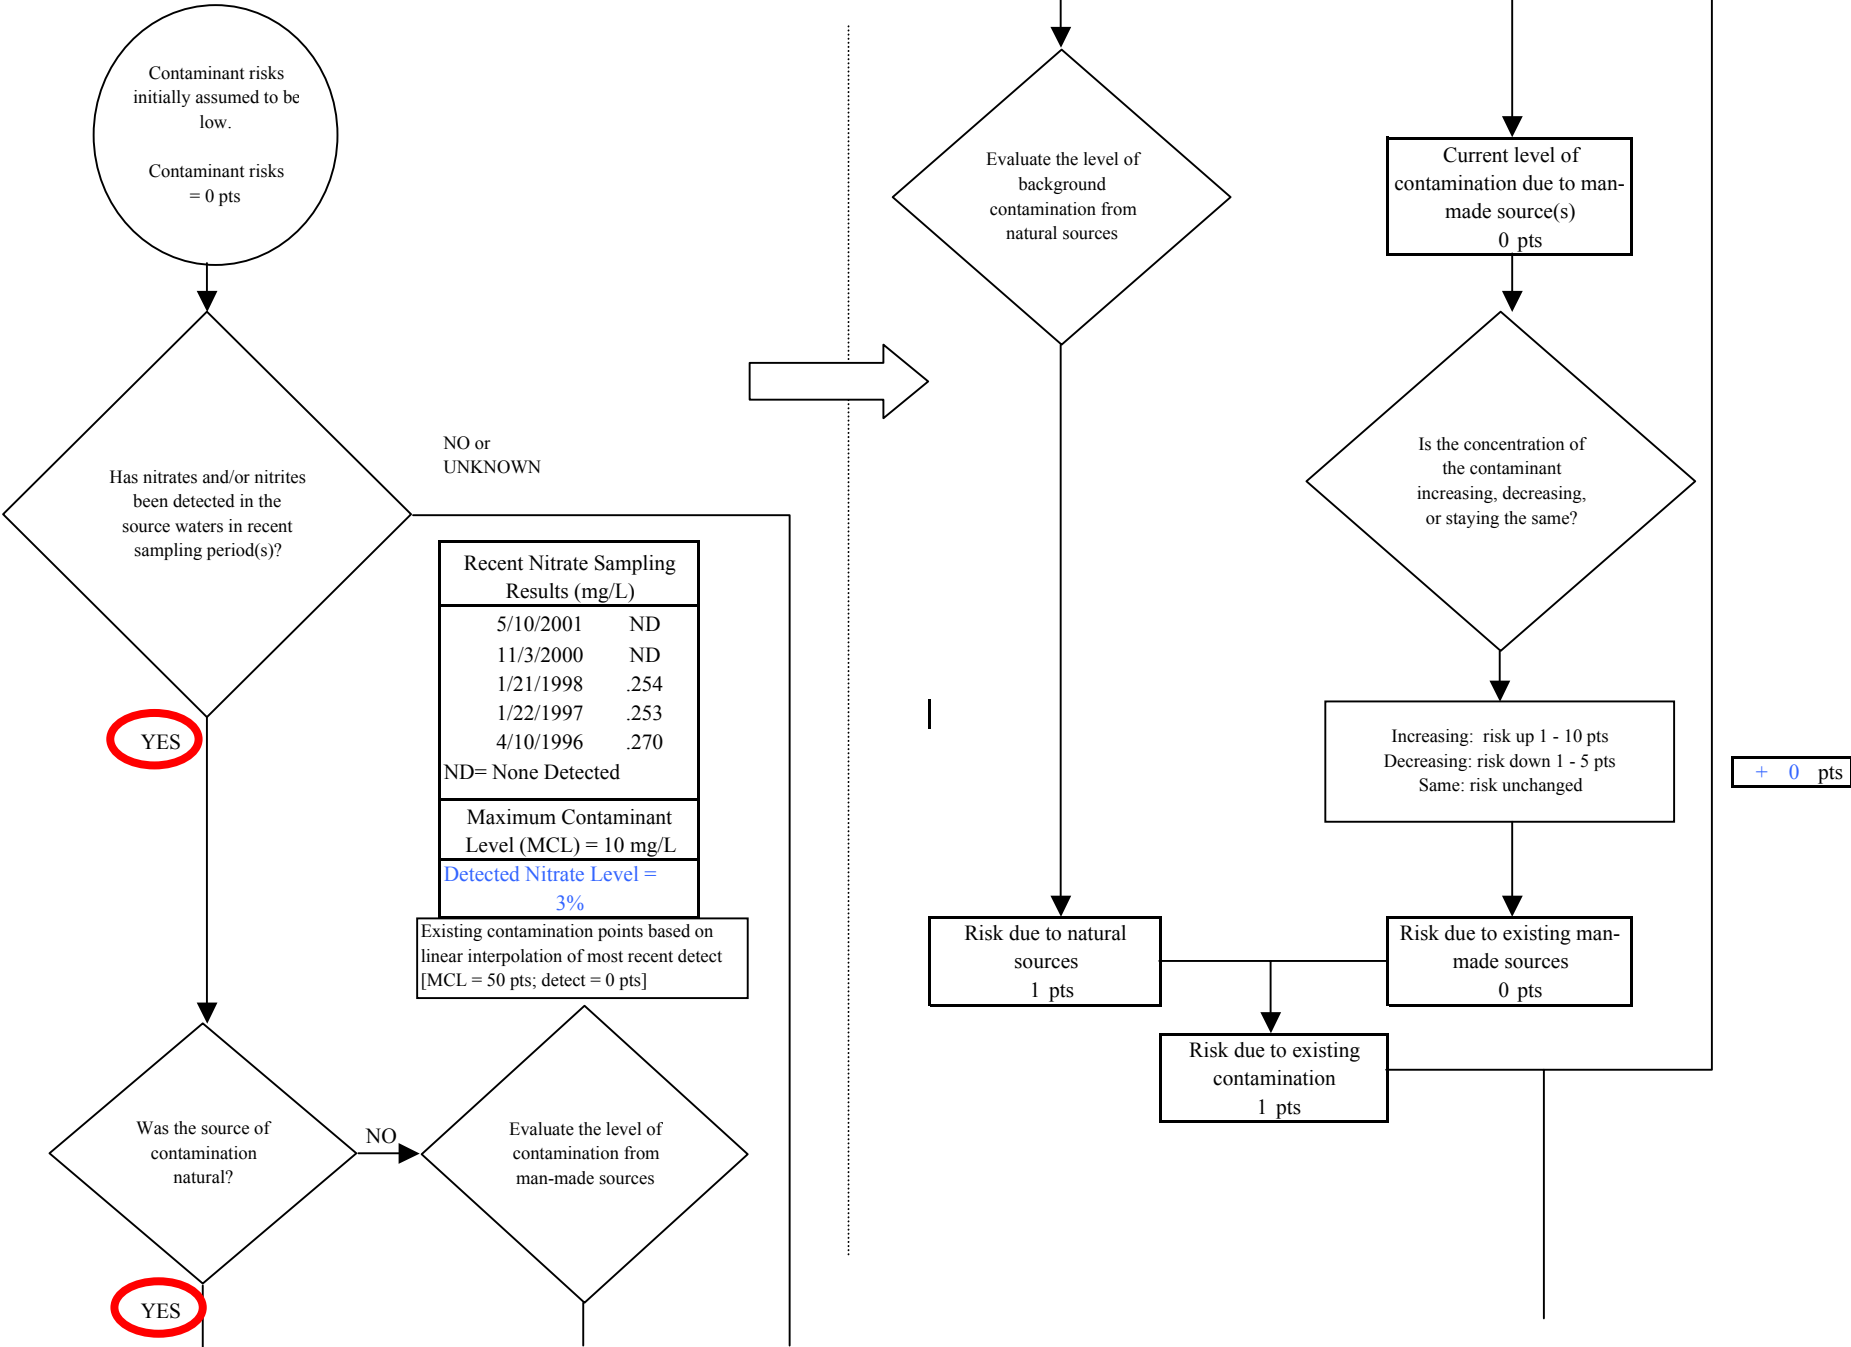 Contaminant risks
initially assumed to be
low.
Contaminant risks
= 0 pts
Has nitrates and/or nitrites
been detected in the
source waters in recent
sampling period(s)?
NO or
UNKNOWN
YES
Recent Nitrate Sampling
Results (mg/L)
5/10/2001 ND
11/3/2000 ND
1/21/1998 .254
1/22/1997 .253
4/10/1996 .270
ND= None Detected
Maximum Contaminant
Level (MCL) = 10 mg/L
Detected Nitrate Level =
3%
Existing contamination points based on
linear interpolation of most recent detect
[MCL = 50 pts; detect = 0 pts]
Was the source of
contamination
natural?
NO
Evaluate the level of
contamination from
man-made sources
YES
Evaluate the level of
background
contamination from
natural sources
Current level of
contamination due to man-
made source(s)
0 pts
Is the concentration of
the contaminant
increasing, decreasing,
or staying the same?
Increasing: risk up 1 - 10 pts
Decreasing: risk down 1 - 5 pts
Same: risk unchanged
+ 0 pts
Risk due to natural
sources
1 pts
Risk due to existing man-
made sources
0 pts
Risk due to existing
contamination
1 pts